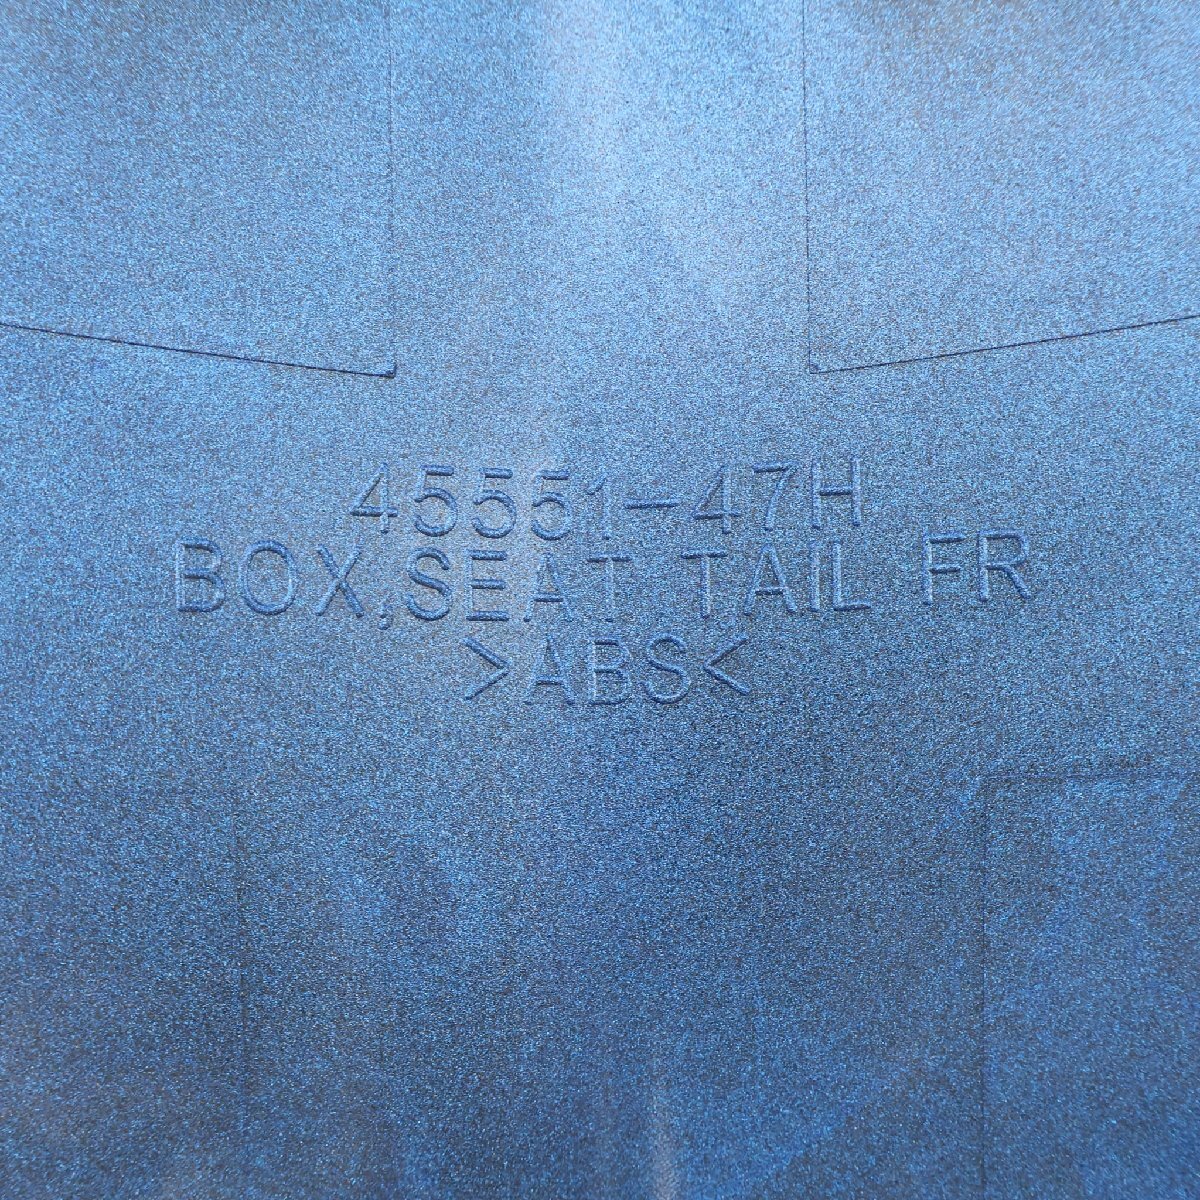 45551-47H
BOX,SEAT TAIL FR
>ABS<